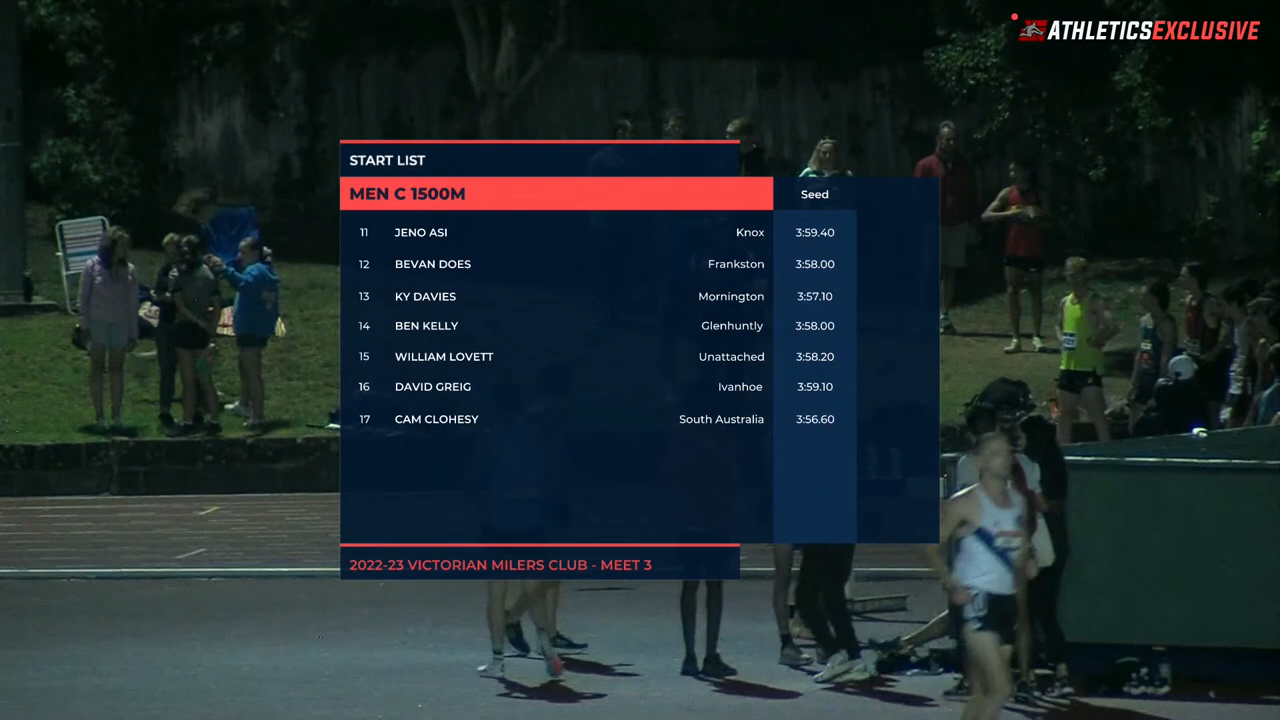 ATHLETICSEXCLUSIVE
START LIST
MEN C 1500M Seed
11 JENO ASI Knox 3:59.40
12 BEVAN DOES Frankston 3:58.00
13 KY DAVIES Mornington 3:57.10
14 BEN KELLY Glenhuntly 3:58.00
15 WILLIAM LOVETT Unattached 3:58.20
16 DAVID GREIG Ivanhoe 3:59.10
17 CAM CLOHESY South Australia 3:56.60
2022-23 VICTORIAN MILERS CLUB - MEET 3